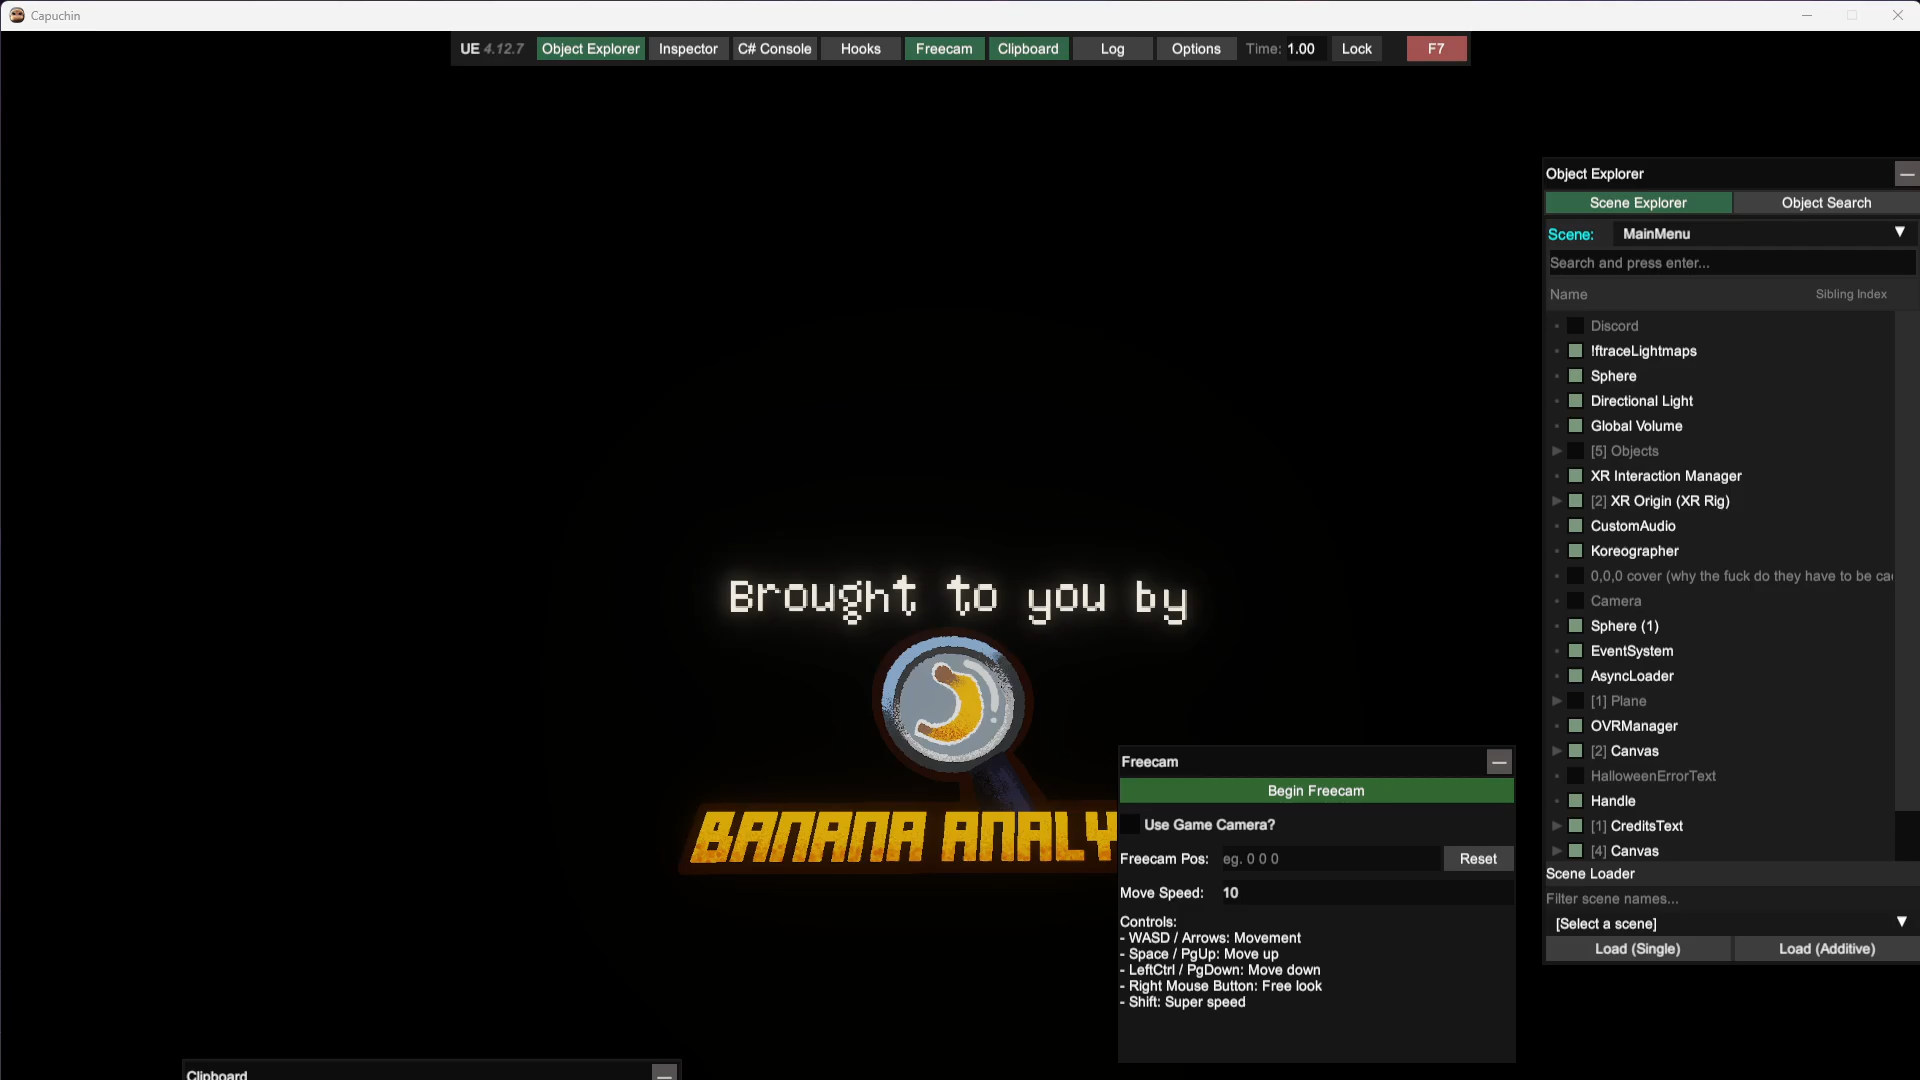 Capuchin
UE 4.12.7 Object Explorer Inspector C# Console Hooks Freecam Clipboard Log Options Time: 1.00 Lock F7
Object Explorer
Scene Explorer Object Search
Scene: MainMenu
Search and press enter...
Name Sibling Index
Discord
!ftraceLightmaps
Sphere
Directional Light
Global Volume
[5] Objects
XR Interaction Manager
[2] XR Origin (XR Rig)
CustomAudio
Koreographer
0,0,0 cover (why the fuck do they have to be
Camera
Sphere (1)
EventSystem
AsyncLoader
[1] Plane
OVRManager
[2] Canvas
HalloweenErrorText
Handle
[1] CreditsText
[4] Canvas
Scene Loader
Filter scene names...
[Select a scene]
Load (Single) Load (Additive)
Brought to you by
BANANA ANALY
Freecam
Begin Freecam
Use Game Camera?
Freecam Pos: eg. 0 0 0 Reset
Move Speed: 10
Controls:
- WASD / Arrows: Movement
- Space / PgUp: Move up
- LeftCtrl / PgDown: Move down
- Right Mouse Button: Free look
- Shift: Super speed
Clipboard